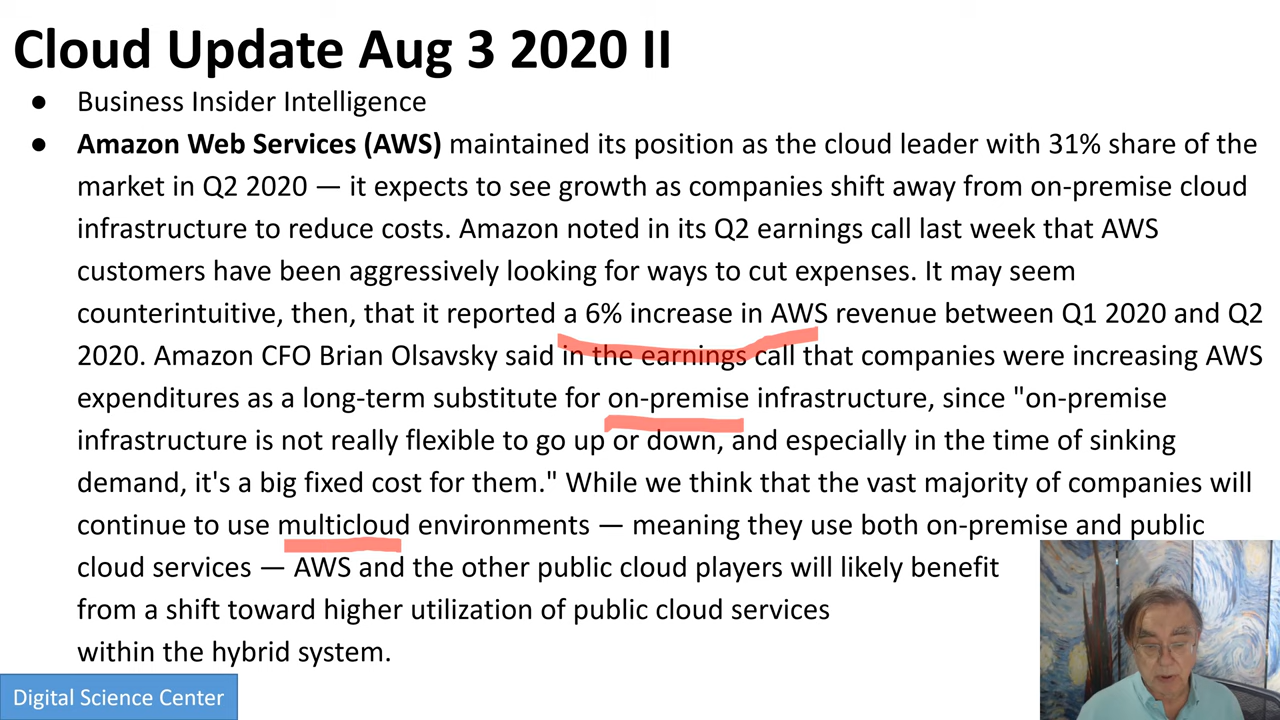 Cloud Update Aug 3 2020 II
● Business Insider Intelligence
● Amazon Web Services (AWS) maintained its position as the cloud leader with 31% share of the
market in Q2 2020 — it expects to see growth as companies shift away from on-premise cloud
infrastructure to reduce costs. Amazon noted in its Q2 earnings call last week that AWS
customers have been aggressively looking for ways to cut expenses. It may seem
counterintuitive, then, that it reported a 6% increase in AWS revenue between Q1 2020 and Q2
2020. Amazon CFO Brian Olsavsky said in the earnings call that companies were increasing AWS
expenditures as a long-term substitute for on-premise infrastructure, since "on-premise
infrastructure is not really flexible to go up or down, and especially in the time of sinking
demand, it's a big fixed cost for them." While we think that the vast majority of companies will
continue to use multicloud environments — meaning they use both on-premise and public
cloud services — AWS and the other public cloud players will likely benefit
from a shift toward higher utilization of public cloud services
within the hybrid system.
Digital Science Center